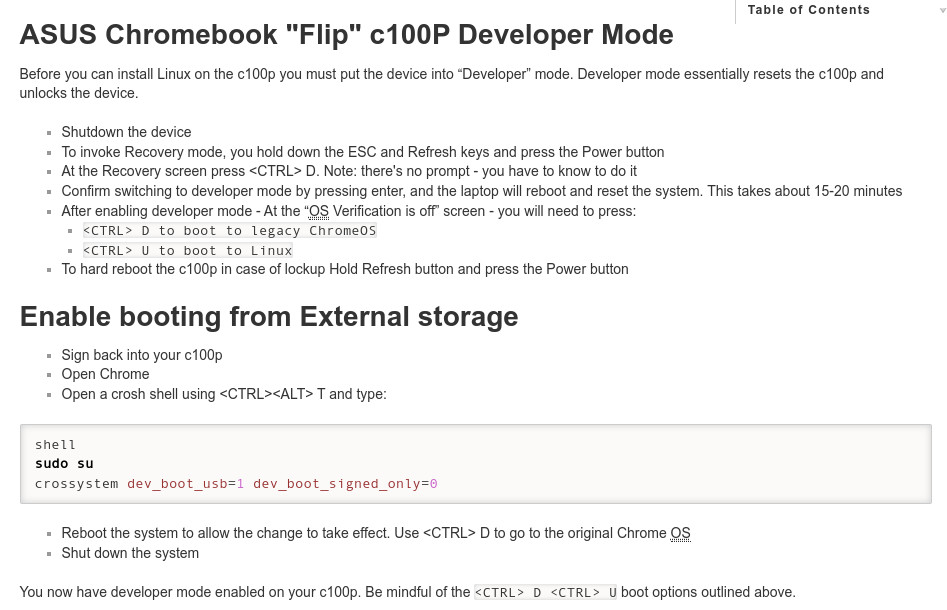 Table of Contents
ASUS Chromebook "Flip" c100P Developer Mode
Before you can install Linux on the c100p you must put the device into “Developer” mode. Developer mode essentially resets the c100p and
unlocks the device.
Shutdown the device
To invoke Recovery mode, you hold down the ESC and Refresh keys and press the Power button
At the Recovery screen press <CTRL> D. Note: there's no prompt - you have to know to do it
Confirm switching to developer mode by pressing enter, and the laptop will reboot and reset the system. This takes about 15-20 minutes
After enabling developer mode - At the “OS Verification is off” screen - you will need to press:
<CTRL> D to boot to legacy ChromeOS
<CTRL> U to boot to Linux
To hard reboot the c100p in case of lockup Hold Refresh button and press the Power button
Enable booting from External storage
Sign back into your c100p
Open Chrome
Open a crosh shell using <CTRL><ALT> T and type:
shell
sudo su
crossystem dev_boot_usb=1 dev_boot_signed_only=0
Reboot the system to allow the change to take effect. Use <CTRL> D to go to the original Chrome OS
Shut down the system
You now have developer mode enabled on your c100p. Be mindful of the <CTRL> D <CTRL> U boot options outlined above.